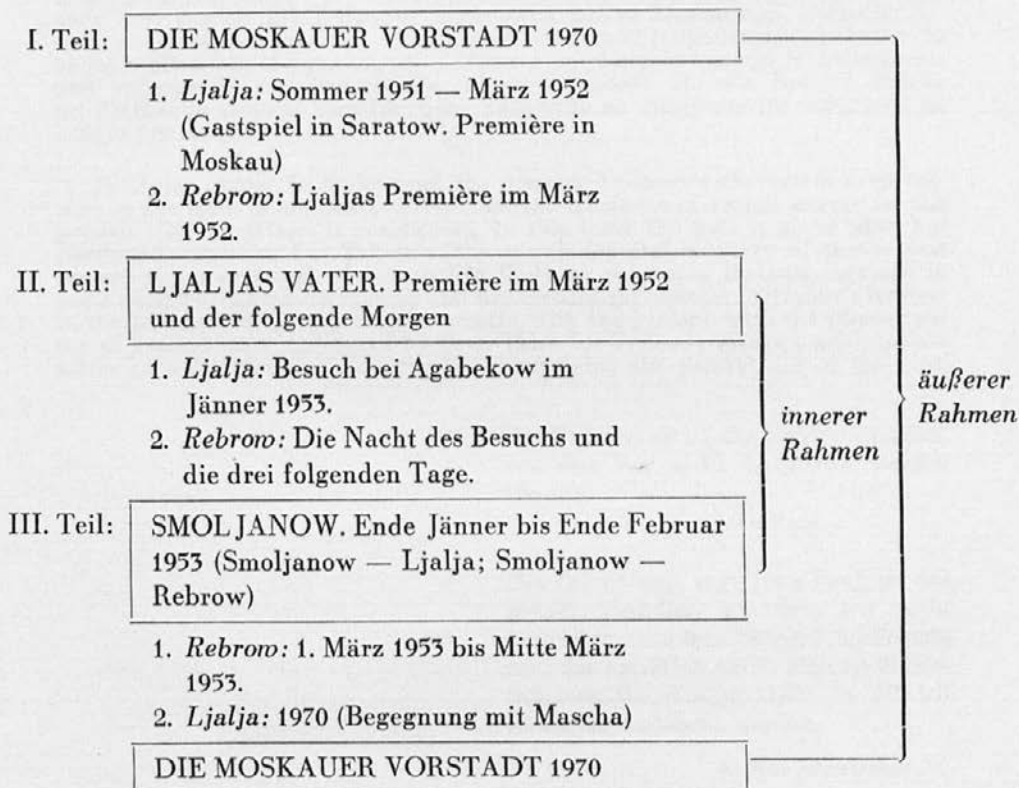 I. Teil: DIE MOSKAUER VORSTADT 1970
1. Ljalja: Sommer 1951 — März 1952
(Gastspiel in Saratow. Première in
Moskau)
2. Rebrow: Ljaljas Première im März
1952.
II. Teil: LJALJAS VATER. Première im März 1952
und der folgende Morgen
1. Ljalja: Besuch bei Agabekow im
Jänner 1953.
2. Rebrow: Die Nacht des Besuchs und
die drei folgenden Tage.
äußerer
Rahmen
innerer
Rahmen
III. Teil: SMOLJANOW. Ende Jänner bis Ende Februar
1953 (Smoljanow — Ljalja; Smoljanow —
Rebrow)
1. Rebrow: 1. März 1953 bis Mitte März
1953.
2. Ljalja: 1970 (Begegnung mit Mascha)
DIE MOSKAUER VORSTADT 1970